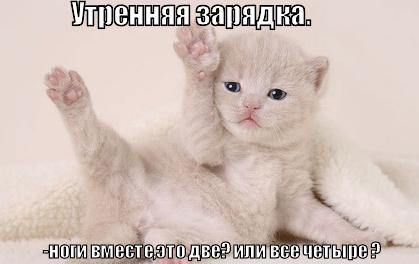 Утренняя зарядка.
-ноги вместе,это две? или все четыре ?